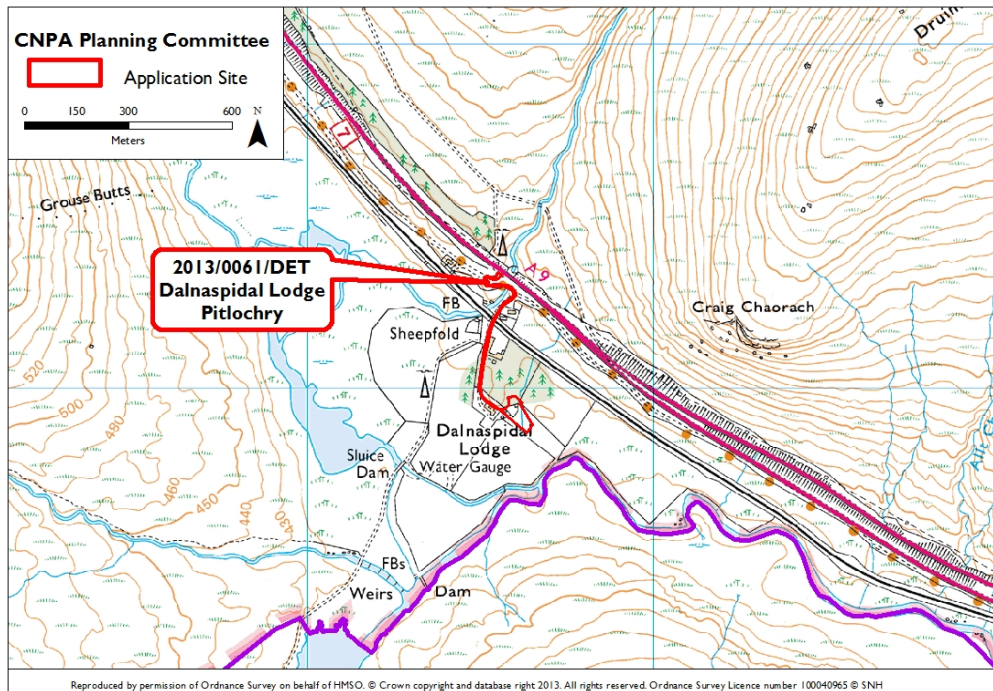 CNPA Planning Committee
Application Site
0 150 300 600 N
Meters
Grouse Butts
7
A 9
2013/0061/DET
Dalnaspidal Lodge
Pitlochry
FB
Sheepfold
Craig Chaorach
520
500
480
460
450
440
430
Dalnaspidal
Lodge
Sluice
Dam
Water Gauge
FBs
Weirs
Dam
Reproduced by permission of Ordnance Survey on behalf of HMSO. © Crown copyright and database right 2013. All rights reserved. Ordnance Survey Licence number 100040965 © SNH